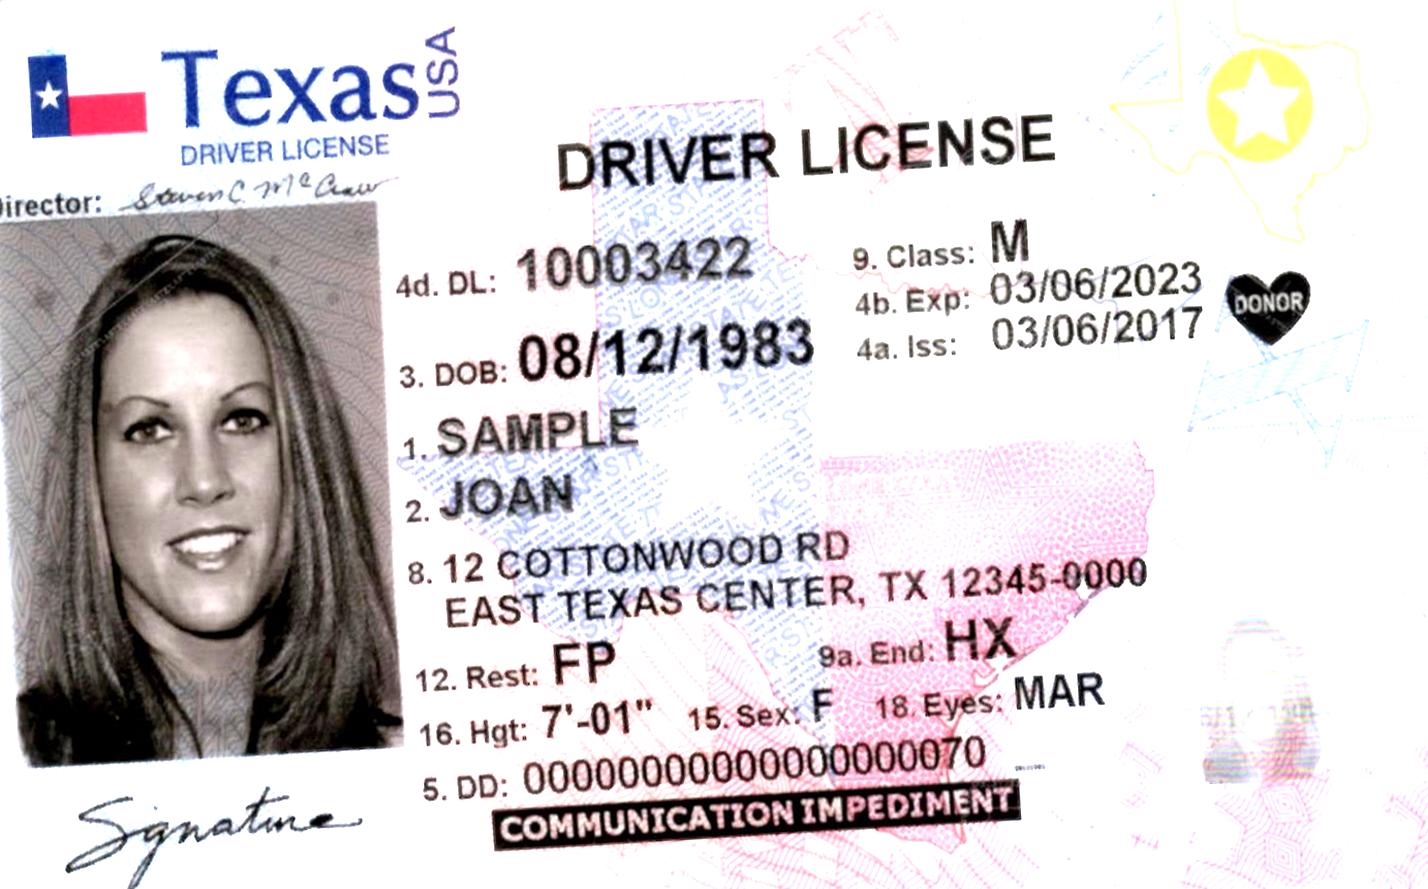 Texas USA
DRIVER LICENSE
Director: Steven C. McCraw
DRIVER LICENSE
4d. DL: 10003422
9. Class: M
4b. Exp: 03/06/2023
4a. Iss: 03/06/2017
DONOR
3. DOB: 08/12/1983
1. SAMPLE
2. JOAN
8. 12 COTTONWOOD RD
EAST TEXAS CENTER, TX 12345-0000
12. Rest: FP
9a. End: HX
16. Hgt: 7'-01" 15. Sex: F 18. Eyes: MAR
5. DD: 00000000000000000070
COMMUNICATION IMPEDIMENT
Signature